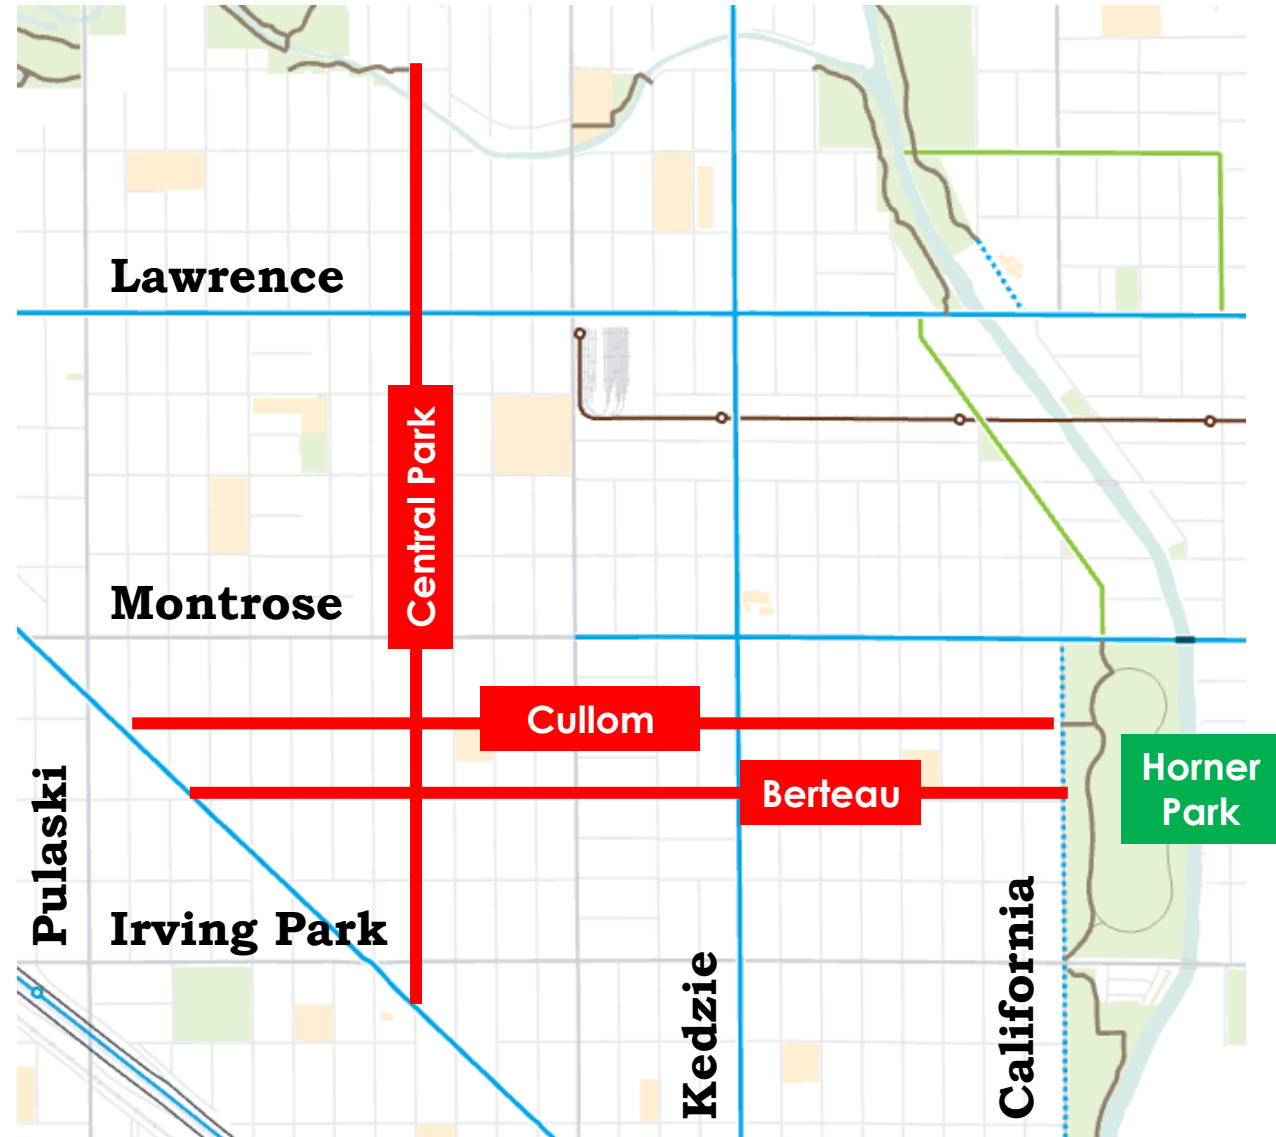 Lawrence
Central Park
Montrose
Cullom
Horner
Park
Berteau
Pulaski
Irving Park
Kedzie
California